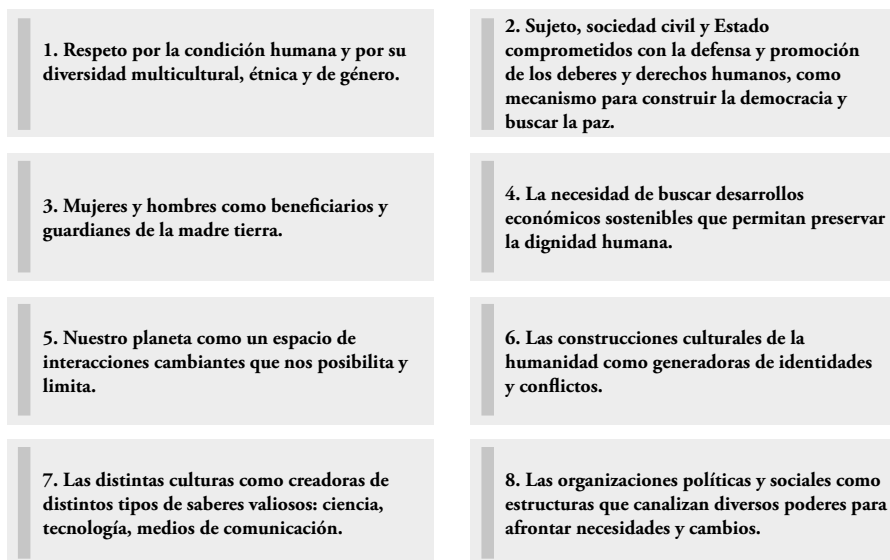 1. Respeto por la condición humana y por su
diversidad multicultural, étnica y de género.
2. Sujeto, sociedad civil y Estado
comprometidos con la defensa y promoción
de los deberes y derechos humanos, como
mecanismo para construir la democracia y
buscar la paz.
3. Mujeres y hombres como beneficiarios y
guardianes de la madre tierra.
4. La necesidad de buscar desarrollos
económicos sostenibles que permitan preservar
la dignidad humana.
5. Nuestro planeta como un espacio de
interacciones cambiantes que nos posibilita y
limita.
6. Las construcciones culturales de la
humanidad como generadoras de identidades
y conflictos.
7. Las distintas culturas como creadoras de
distintos tipos de saberes valiosos: ciencia,
tecnología, medios de comunicación.
8. Las organizaciones políticas y sociales como
estructuras que canalizan diversos poderes para
afrontar necesidades y cambios.